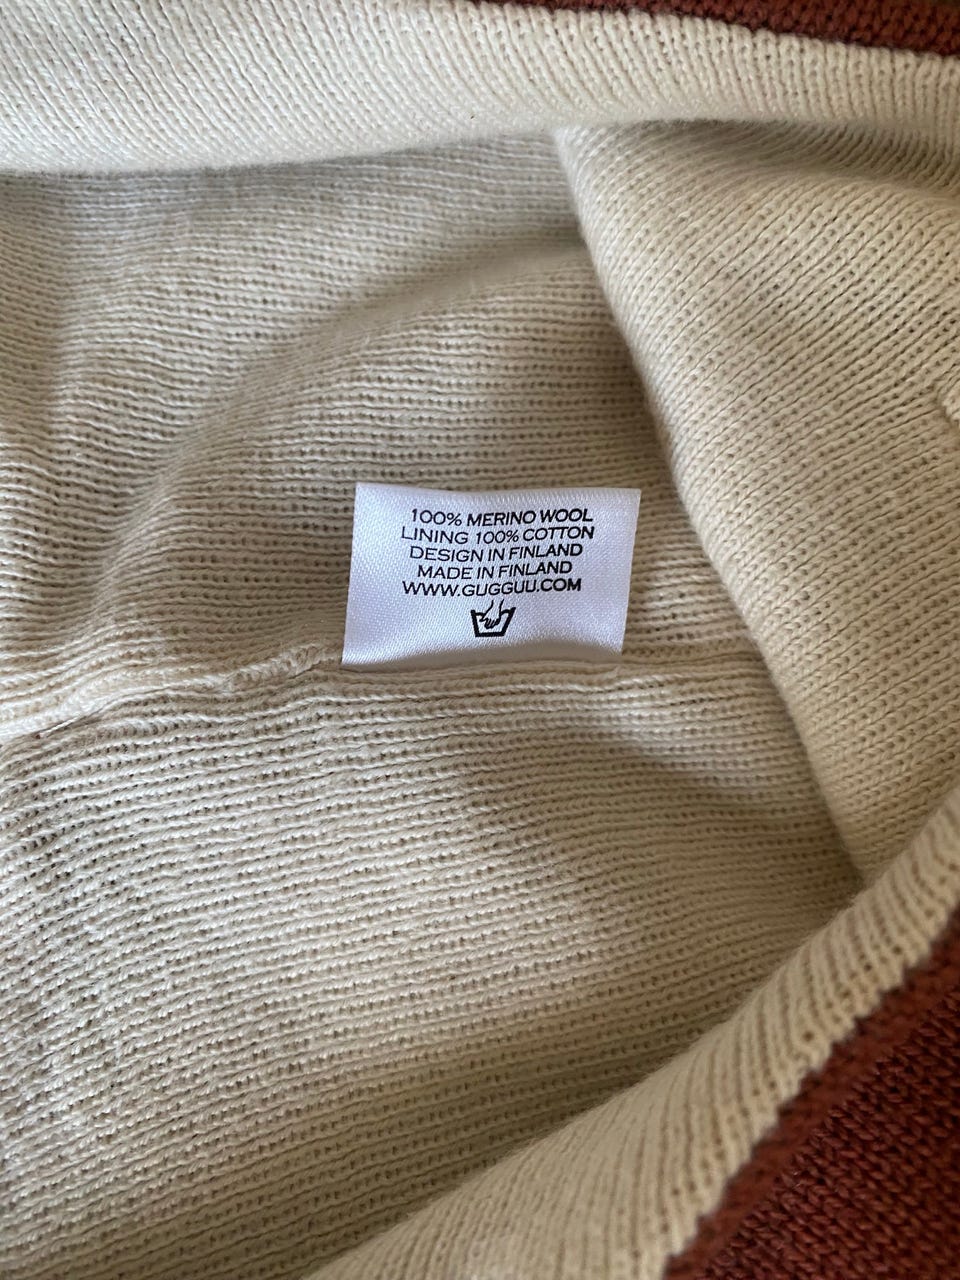 100% MERINO WOOL
LINING 100% COTTON
DESIGN IN FINLAND
MADE IN FINLAND
WWW.GUGGUU.COM